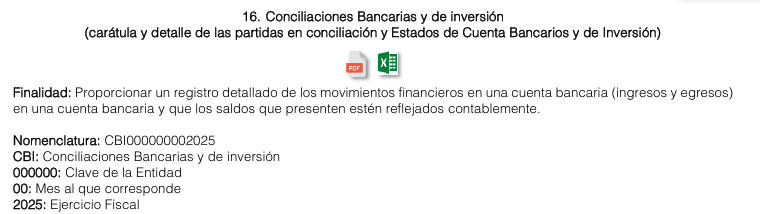 16. Conciliaciones Bancarias y de inversión
(carátula y detalle de las partidas en conciliación y Estados de Cuenta Bancarios y de Inversión)
PDF
X
Finalidad: Proporcionar un registro detallado de los movimientos financieros en una cuenta bancaria (ingresos y egresos)
en una cuenta bancaria y que los saldos que presenten estén reflejados contablemente.
Nomenclatura: CBI000000002025
CBI: Conciliaciones Bancarias y de inversión
000000: Clave de la Entidad
00: Mes al que corresponde
2025: Ejercicio Fiscal